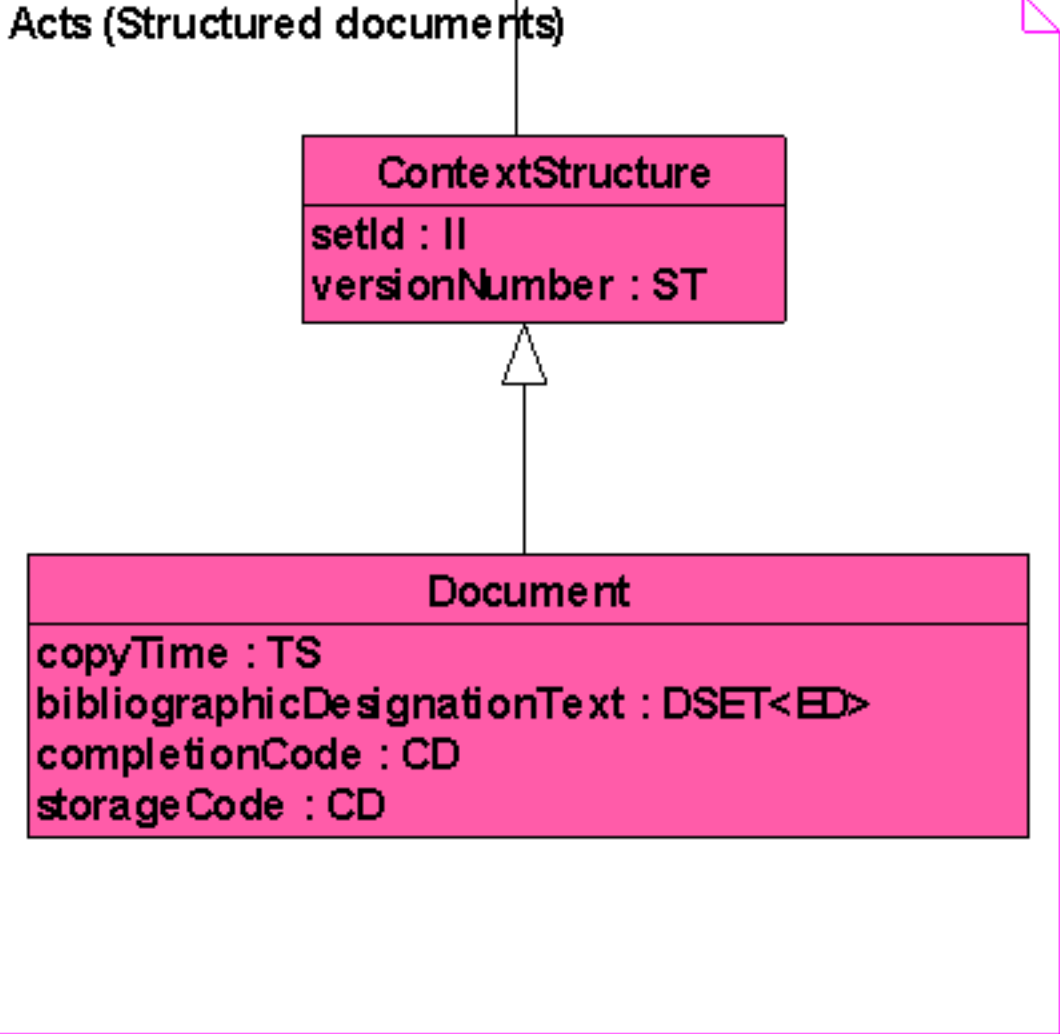 Acts (Structured documents)
ContextStructure
setId : II
versionNumber : ST
Document
copyTime : TS
bibliographicDesignationText : DSET<ED>
completionCode : CD
storageCode : CD